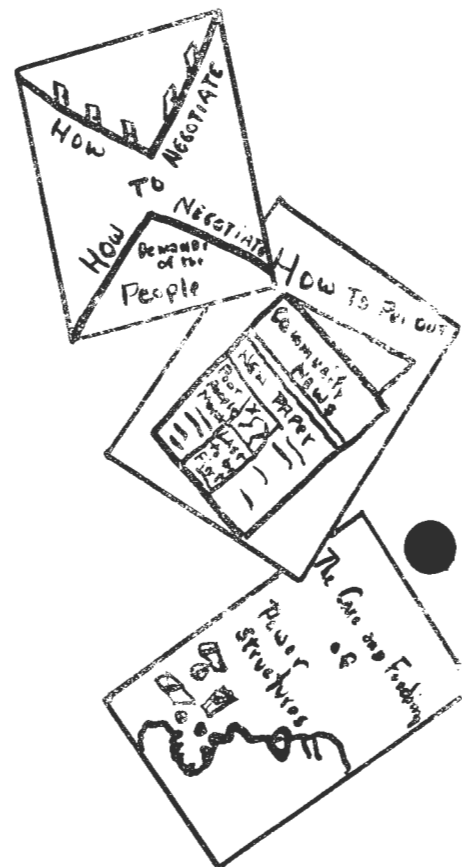 HOW NEGOTIATE
TO
HOW NEGOTIATE
Demands
of the
People
HOW TO PUT OUT
Community
News
NEW PAPER
The Care and Feeding
of
Power
Structures